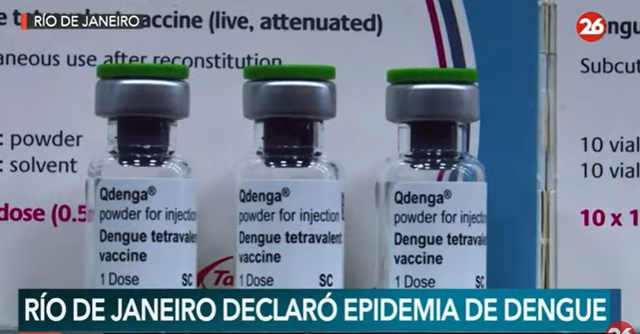 RÍO DE JANEIRO
26
vaccine (live, attenuated)
use after reconstitution
Subcut
: powder
: solvent
dose (0.5
10 vial
10 vial
10 x 1
Qdenga®
powder for injection
Dengue tetravalent
vaccine
1 Dose SC
Qdenga®
powder for injection
Dengue tetravalent
vaccine
1 Dose SC
Qdenga®
powder for injection
Dengue tetravalent
vaccine
1 Dose SC
RÍO DE JANEIRO DECLARÓ EPIDEMIA DE DENGUE
26